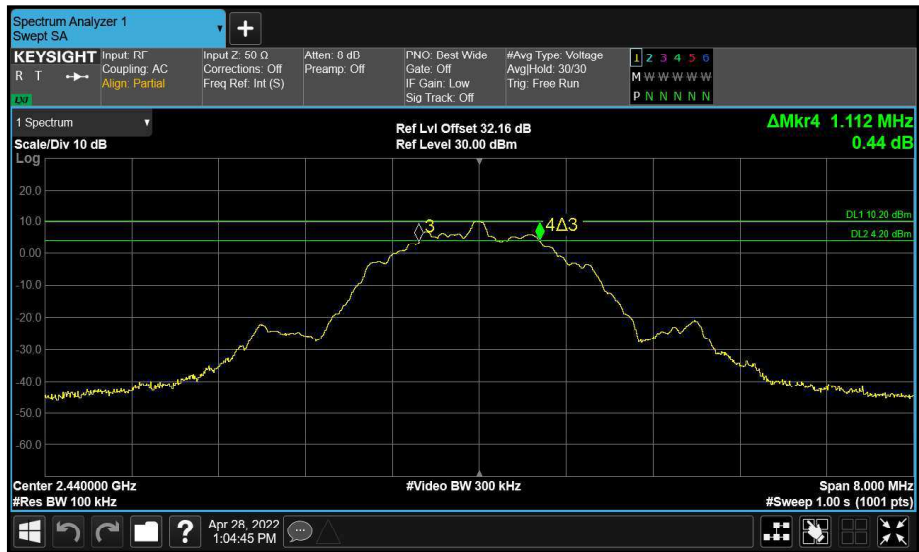 Spectrum Analyzer 1
Swept SA
KEYSIGHT
R T
LXI
Input: RF
Coupling: AC
Align: Partial
Input Z: 50 Ω
Corrections: Off
Freq Ref: Int (S)
Atten: 8 dB
Preamp: Off
PNO: Best Wide
Gate: Off
IF Gain: Low
Sig Track: Off
#Avg Type: Voltage
Avg|Hold: 30/30
Trig: Free Run
1 2 3 4 5 6
M W W W W W
P N N N N N
1 Spectrum
Scale/Div 10 dB
Ref Lvl Offset 32.16 dB
Ref Level 30.00 dBm
ΔMkr4 1.112 MHz
0.44 dB
Log
20.0
10.0
0.00
-10.0
-20.0
-30.0
-40.0
-50.0
-60.0
3
4Δ3
DL1 10.20 dBm
DL2 4.20 dBm
Center 2.440000 GHz
#Res BW 100 kHz
#Video BW 300 kHz
Span 8.000 MHz
#Sweep 1.00 s (1001 pts)
?
Apr 28, 2022
1:04:45 PM